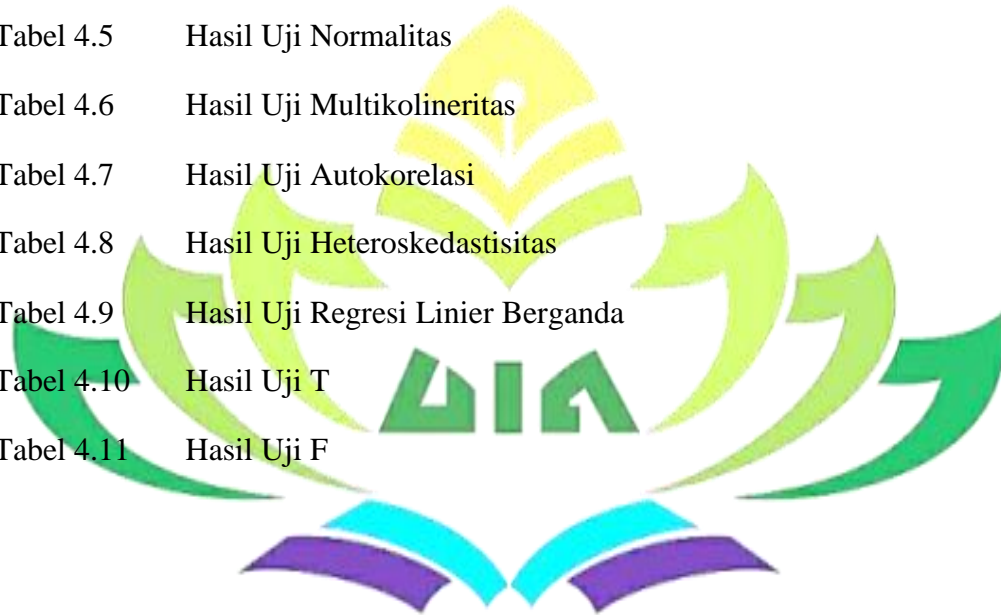 Tabel 4.5 Hasil Uji Normalitas
Tabel 4.6 Hasil Uji Multikolineritas
Tabel 4.7 Hasil Uji Autokorelasi
Tabel 4.8 Hasil Uji Heteroskedastisitas
Tabel 4.9 Hasil Uji Regresi Linier Berganda
Tabel 4.10 Hasil Uji T
UIN
Tabel 4.11 Hasil Uji F